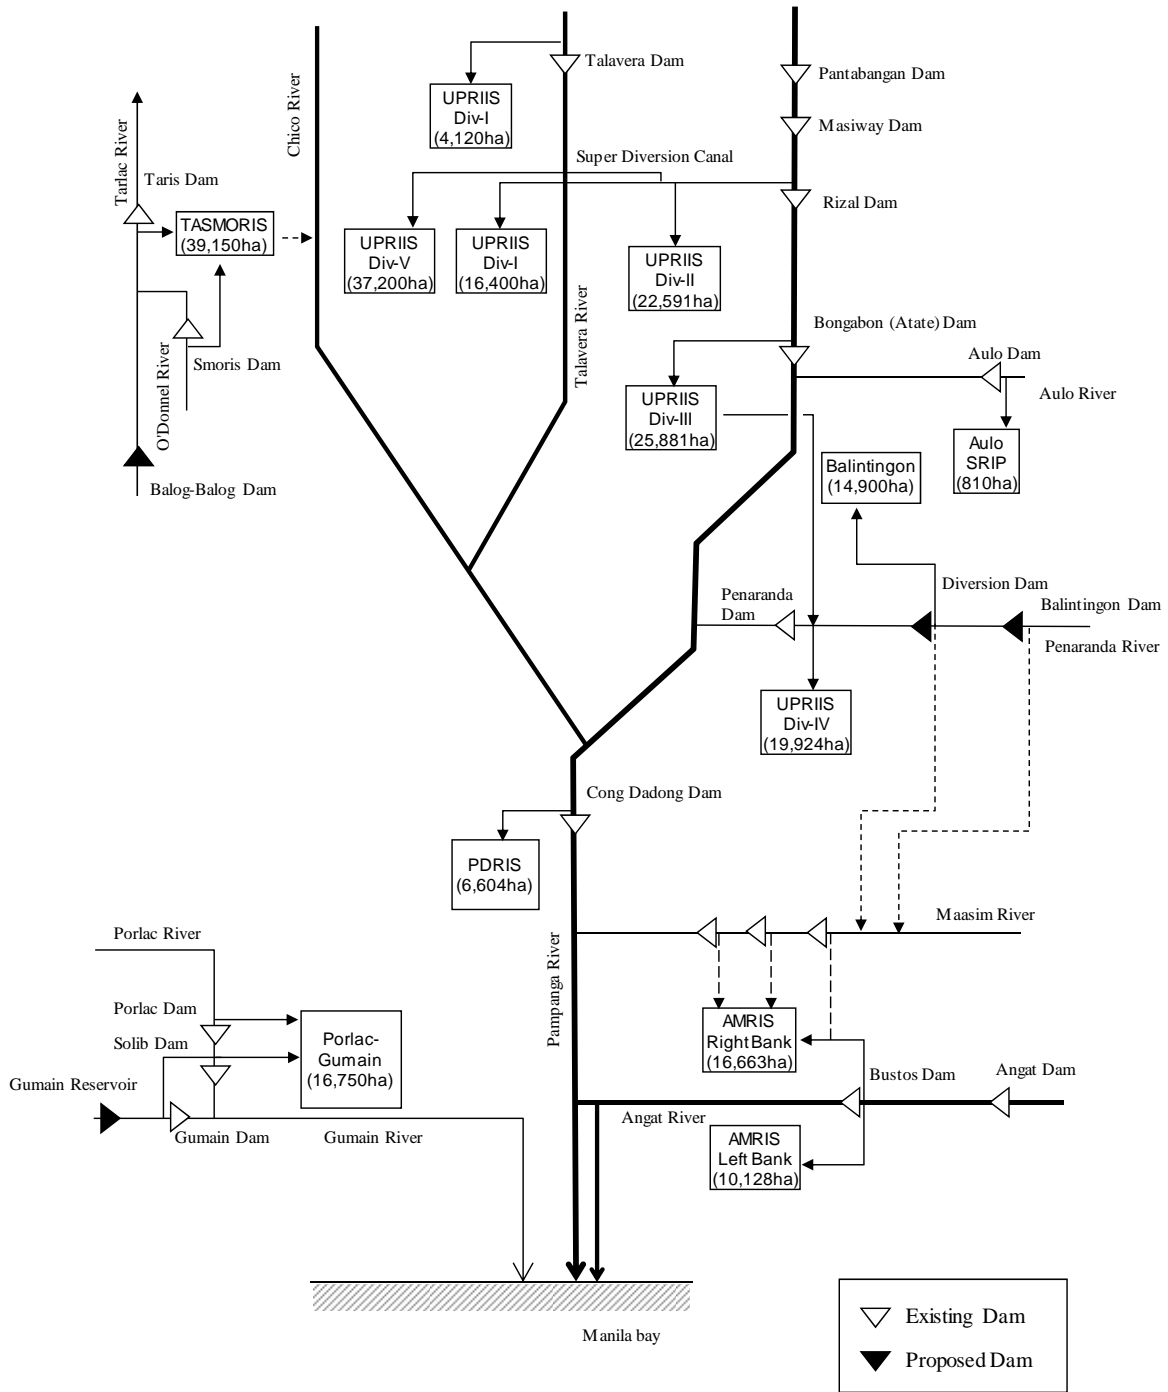 Talavera Dam
Pantabangan Dam
UPRIIS
Div-I
(4,120ha)
Chico River
Masiway Dam
Tarlac River
Taris Dam
Super Diversion Canal
Rizal Dam
TASMORIS
(39,150ha)
UPRIIS
Div-V
(37,200ha)
UPRIIS
Div-I
(16,400ha)
UPRIIS
Div-II
(22,591ha)
Talavera River
Bongabon (Atate) Dam
O'Donnel River
Smoris Dam
Aulo Dam
Aulo River
UPRIIS
Div-III
(25,881ha)
Aulo
SRIP
(810ha)
Balintingon
(14,900ha)
Balog-Balog Dam
Diversion Dam
Penaranda
Dam
Balintingon Dam
Penaranda River
UPRIIS
Div-IV
(19,924ha)
Cong Dadong Dam
PDRIS
(6,604ha)
Maasim River
Porlac River
Pampanga River
Porlac Dam
Solib Dam
Porlac-
Gumain
(16,750ha)
AMRIS
Right Bank
(16,663ha)
Gumain Reservoir
Bustos Dam
Angat Dam
Gumain Dam
Gumain River
Angat River
AMRIS
Left Bank
(10,128ha)
Manila bay
Existing Dam
Proposed Dam